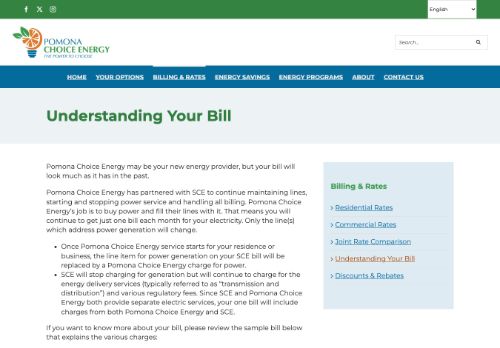 English
POMONA
CHOICE ENERGY
THE POWER TO CHOOSE
Search...
HOME YOUR OPTIONS BILLING & RATES ENERGY SAVINGS ENERGY PROGRAMS ABOUT CONTACT US
Understanding Your Bill
Pomona Choice Energy may be your new energy provider, but your bill will
look much as it has in the past.
Pomona Choice Energy has partnered with SCE to continue maintaining lines,
starting and stopping power service and handling all billing. Pomona Choice
Energy's job is to buy power and fill their lines with it. That means you will
continue to get just one bill each month for your electricity. Only the line(s)
which address power generation will change.
• Once Pomona Choice Energy service starts for your residence or
business, the line item for power generation on your SCE bill will be
replaced by a Pomona Choice Energy charge for power.
• SCE will stop charging for generation but will continue to charge for the
energy delivery services (typically referred to as "transmission and
distribution") and various regulatory fees. Since SCE and Pomona Choice
Energy both provide separate electric services, your one bill will include
charges from both Pomona Choice Energy and SCE.
If you want to know more about your bill, please review the sample bill below
that explains the various charges:
Billing & Rates
> Residential Rates
> Commercial Rates
> Joint Rate Comparison
> Understanding Your Bill
> Discounts & Rebates